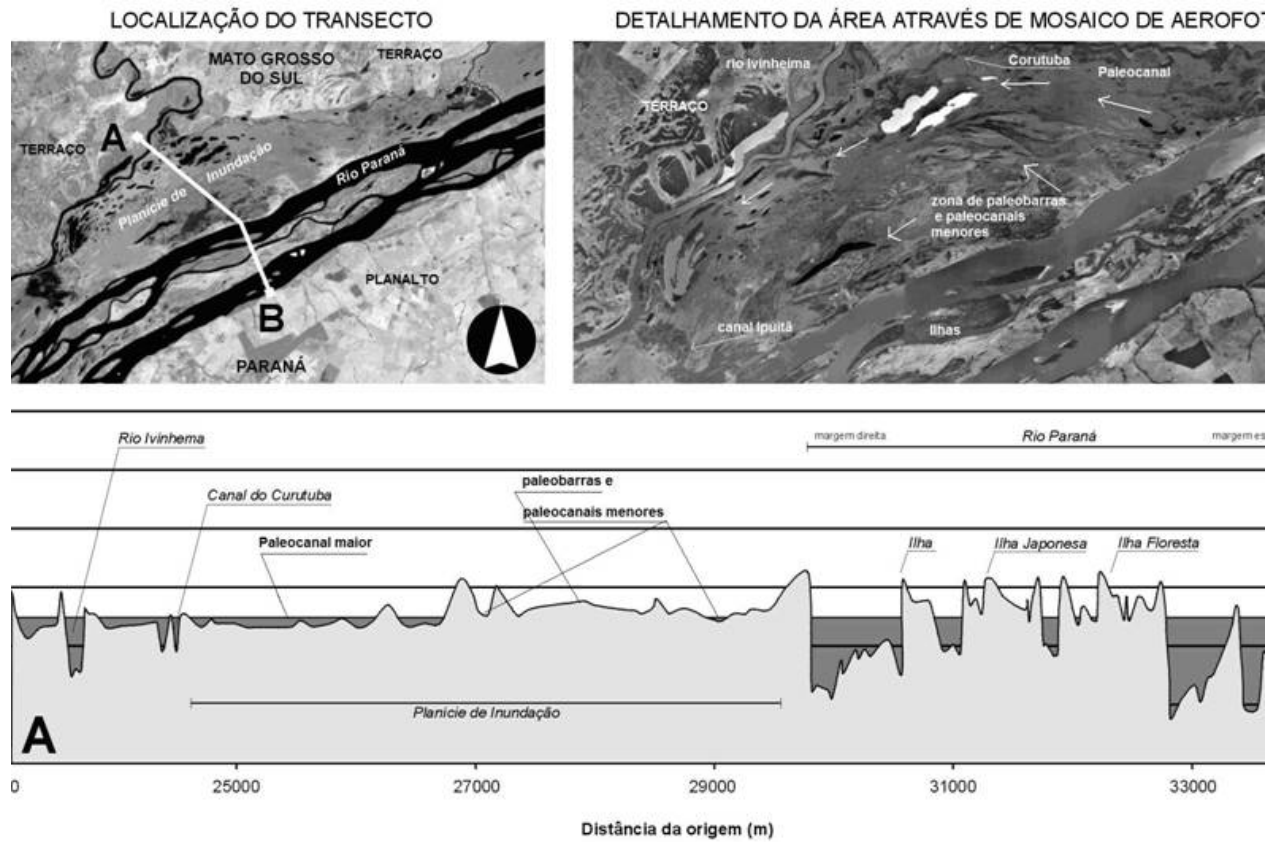 LOCALIZAÇÃO DO TRANSECTO
DETALHAMENTO DA ÁREA ATRAVÉS DE MOSAICO DE AEROFOT
MATO GROSSO
DO SUL
TERRAÇO
A
TERRAÇO
Planície de Inundação
Rio Paraná
PLANALTO
B
PARANÁ
rio Ivinheima
Corutuba
Paleocanal
TERRAÇO
zona de paleobarras
e paleocanais
menores
canal Ipuitã
Ilhas
Rio Ivinhema
margem direita
Rio Paraná
margem es
Canal do Curutuba
paleobarras e
paleocanais menores
Paleocanal maior
Ilha
Ilha Japonesa
Ilha Floresta
Planície de Inundação
A
0
25000
27000
29000
31000
33000
Distância da origem (m)